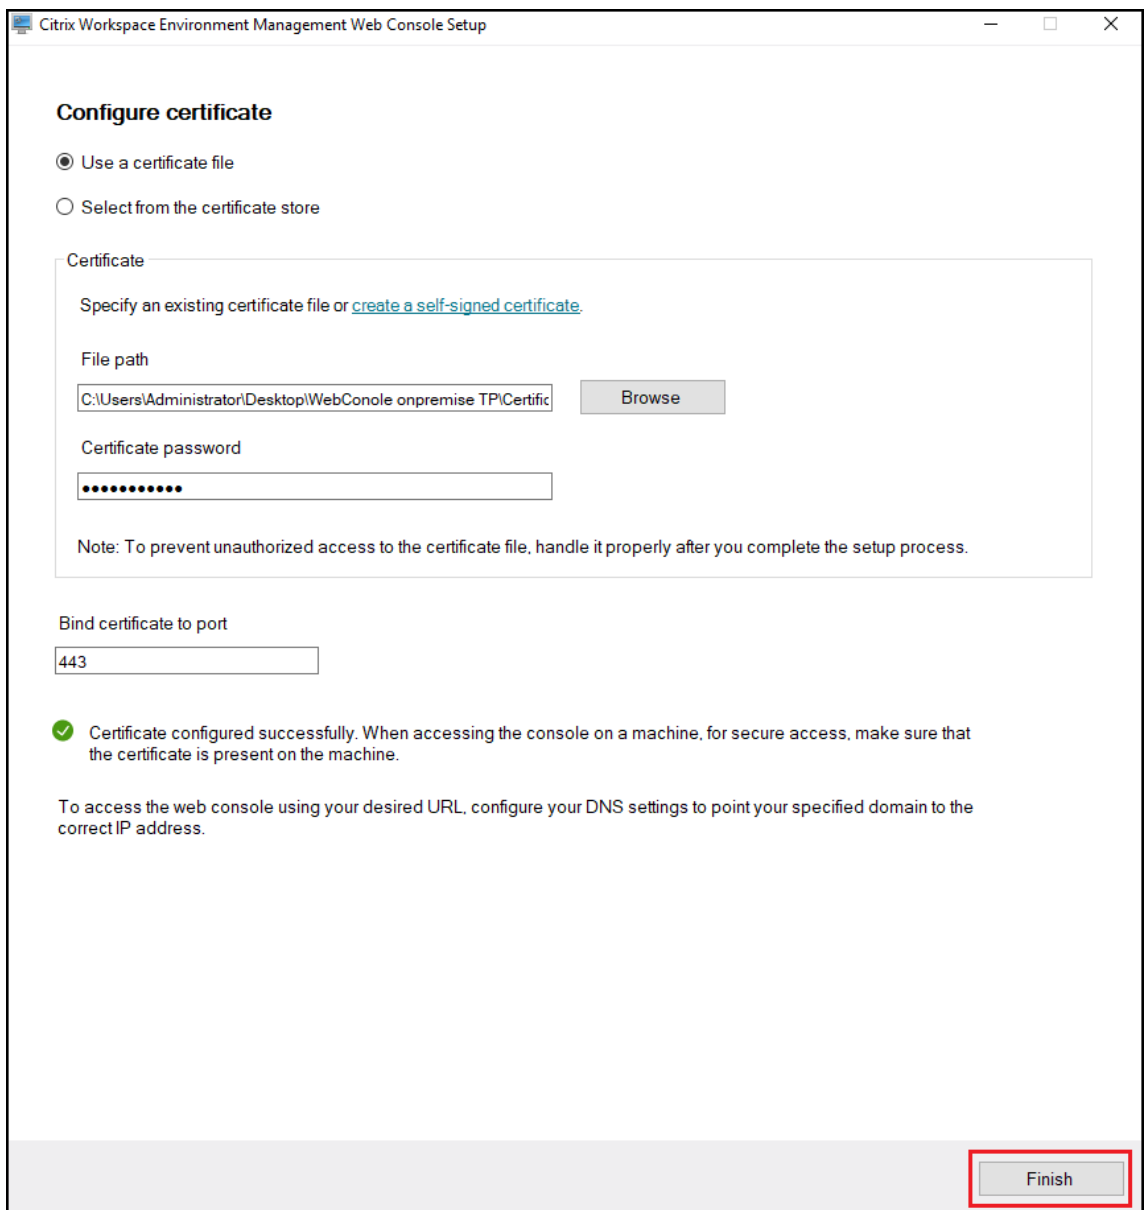 Citrix Workspace Environment Management Web Console Setup
Configure certificate
Use a certificate file
Select from the certificate store
Certificate
Specify an existing certificate file or create a self-signed certificate.
File path
C:\Users\Administrator\Desktop\WebConole onpremise TP\Certific
Browse
Certificate password
•••••••••••
Note: To prevent unauthorized access to the certificate file, handle it properly after you complete the setup process.
Bind certificate to port
443
Certificate configured successfully. When accessing the console on a machine, for secure access, make sure that
the certificate is present on the machine.
To access the web console using your desired URL, configure your DNS settings to point your specified domain to the
correct IP address.
Finish